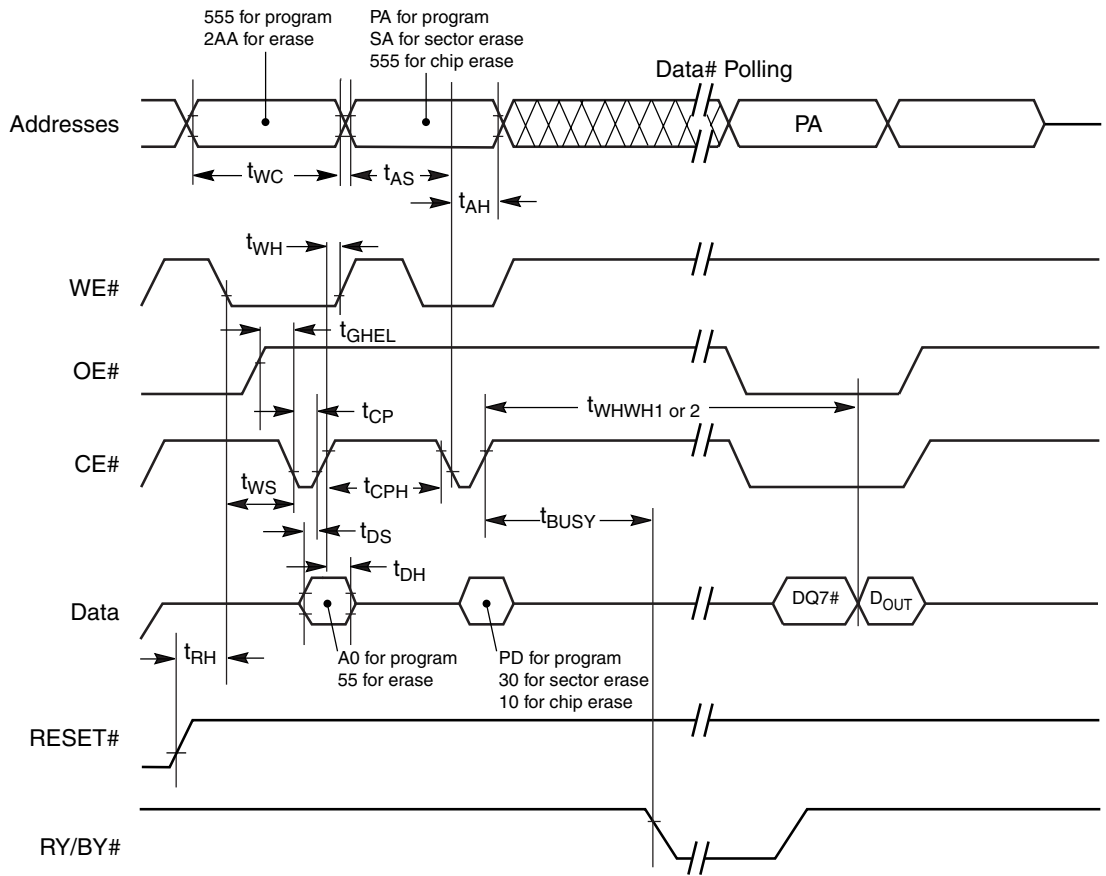 555 for program
2AA for erase
PA for program
SA for sector erase
555 for chip erase
Data# Polling
Addresses
PA
tWC
tAS
tAH
tWH
WE#
tGHEL
OE#
tWHWH1 or 2
tCP
CE#
tWS
tCPH
tBUSY
tDS
tDH
Data
DQ7#
DOUT
tRH
A0 for program
55 for erase
PD for program
30 for sector erase
10 for chip erase
RESET#
RY/BY#